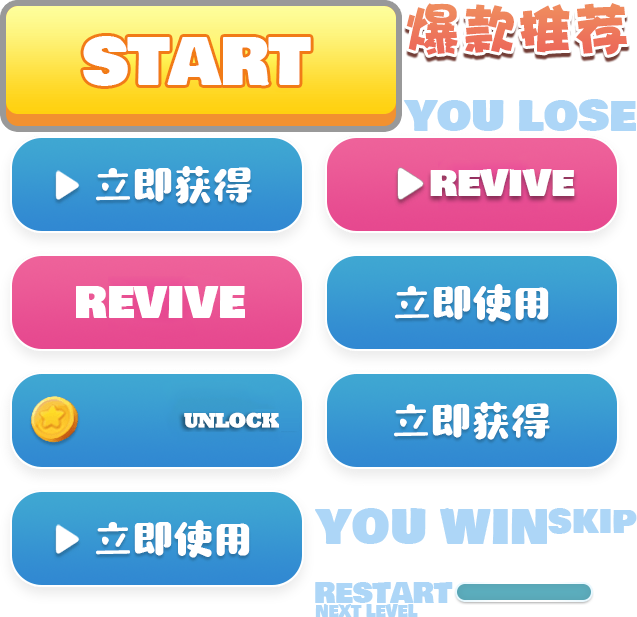 START
爆款推荐
YOU LOSE
立即获得
REVIVE
REVIVE
立即使用
UNLOCK
立即获得
立即使用
YOU WIN
SKIP
RESTART
NEXT LEVEL